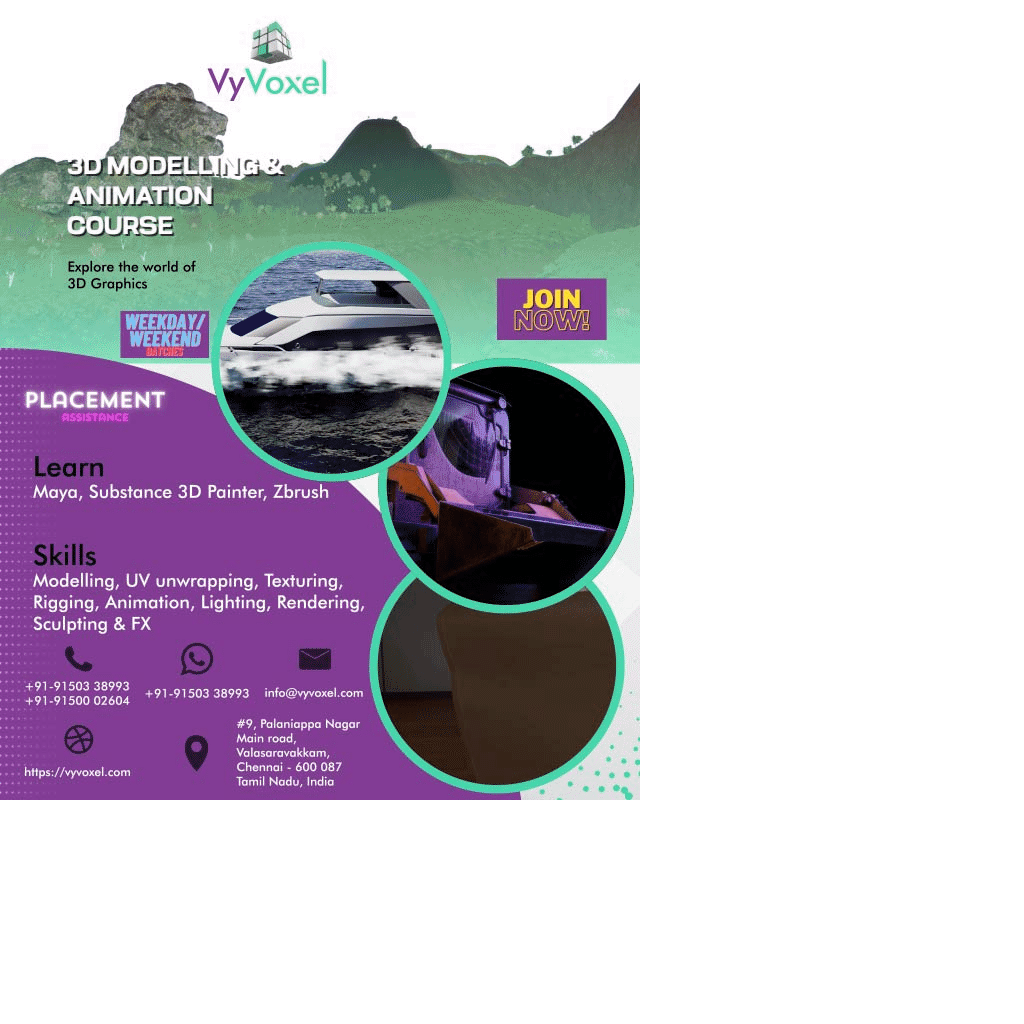 VyVoxel
3D MODELLING &
ANIMATION
COURSE
Explore the world of
3D Graphics
JOIN
NOW!
WEEKDAY/
WEEKEND
BATCHES
PLACEMENT
ASSISTANCE
Learn
Maya, Substance 3D Painter, Zbrush
Skills
Modelling, UV unwrapping, Texturing,
Rigging, Animation, Lighting, Rendering,
Sculpting & FX
+91-91503 38993
+91-91500 02604
+91-91503 38993
info@vyvoxel.com
https://vyvoxel.com
#9, Palaniappa Nagar
Main road,
Valasaravakkam,
Chennai - 600 087
Tamil Nadu, India